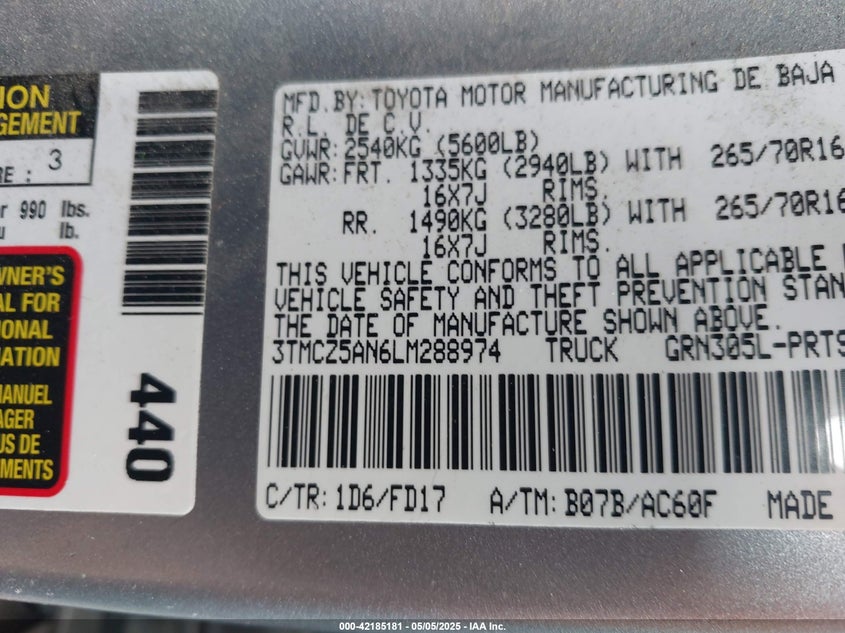 ION
GEMENT
RE : 3
r 990 lbs.
u lb.
WNER'S
AL FOR
IONAL
MATION
MANUEL
AGER
US DE
EMENTS
440
MFD. BY: TOYOTA MOTOR MANUFACTURING DE BAJA
R.L. DE C.V.
GVWR: 2540KG (5600LB)
GAWR: FRT. 1335KG (2940LB) WITH 265/70R16
16X7J RIMS.
RR. 1490KG (3280LB) WITH 265/70R16
16X7J RIMS.
THIS VEHICLE CONFORMS TO ALL APPLICABLE
VEHICLE SAFETY AND THEFT PREVENTION STAN
THE DATE OF MANUFACTURE SHOWN ABOVE.
3TMCZ5AN6LM288974 TRUCK GRN305L-PRTS
C/TR: 1D6/FD17 A/TM: B07B/AC60F MADE
000-42185181 - 05/05/2025 - IAA Inc.